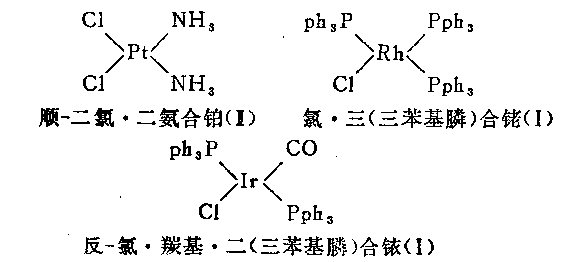 Cl NH₃ ph₃P Pph₃
Pt Rh
Cl NH₃ Cl Pph₃
顺-二氯·二氨合铂(Ⅱ) 氯·三(三苯基膦)合铑(Ⅰ)
ph₃P CO
Ir
Cl Pph₃
反-氯·羰基·二(三苯基膦)合铱(Ⅰ)